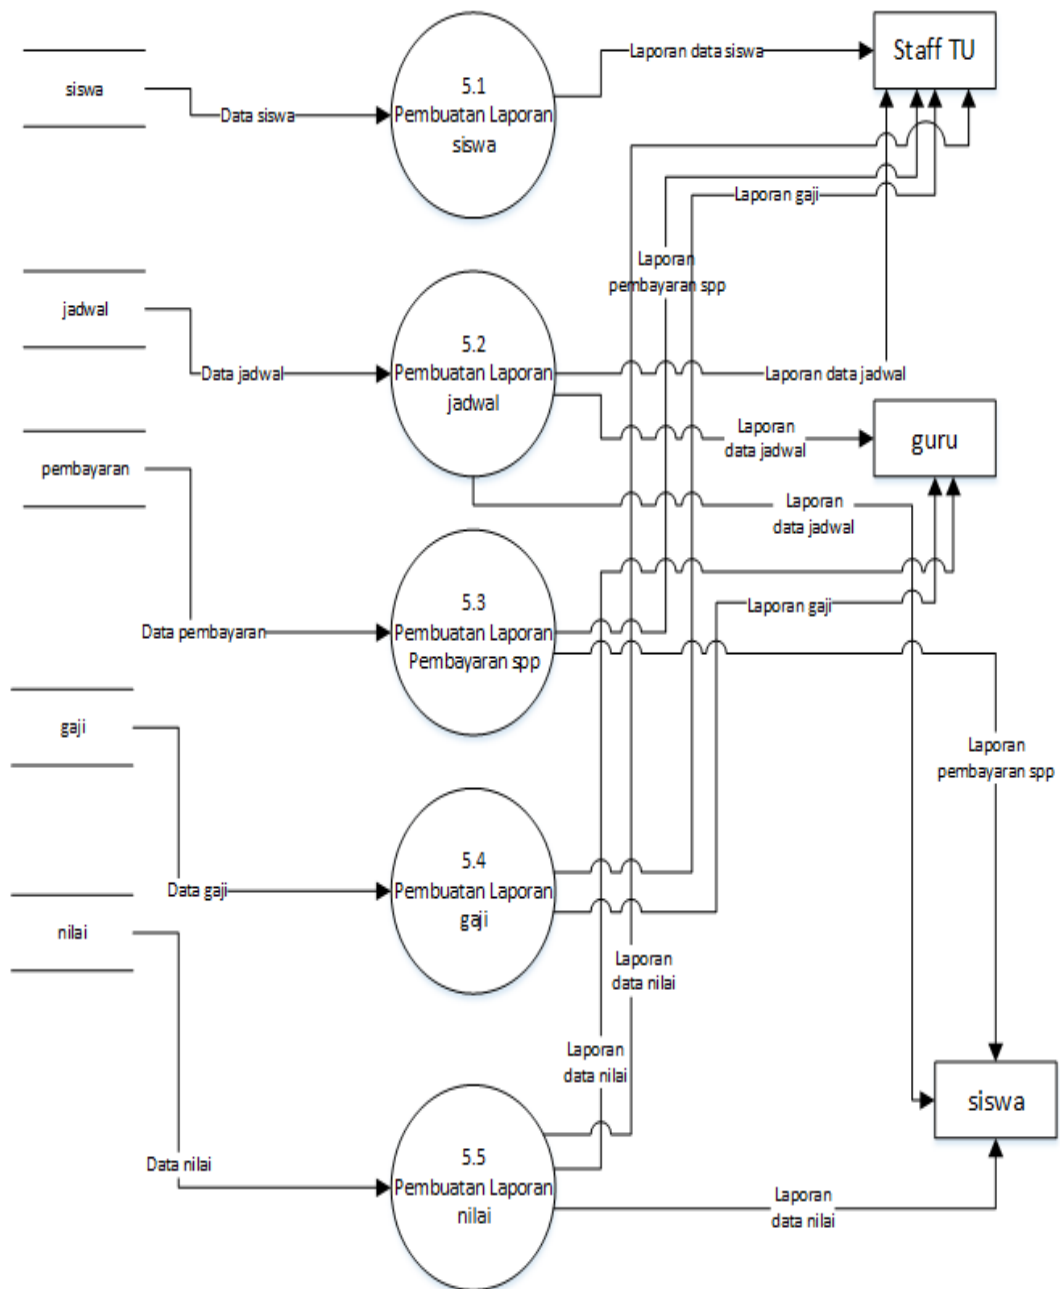 siswa
Data siswa
5.1
Pembuatan Laporan
siswa
Laporan data siswa
Staff TU
Laporan gaji
Laporan
pembayaran spp
jadwal
Data jadwal
5.2
Pembuatan Laporan
jadwal
Laporan data jadwal
Laporan
data jadwal
guru
pembayaran
Laporan
data jadwal
Data pembayaran
5.3
Pembuatan Laporan
Pembayaran spp
Laporan gaji
gaji
Laporan
pembayaran spp
Data gaji
5.4
Pembuatan Laporan
gaji
nilai
Laporan
data nilai
Laporan
data nilai
siswa
Data nilai
5.5
Pembuatan Laporan
nilai
Laporan
data nilai